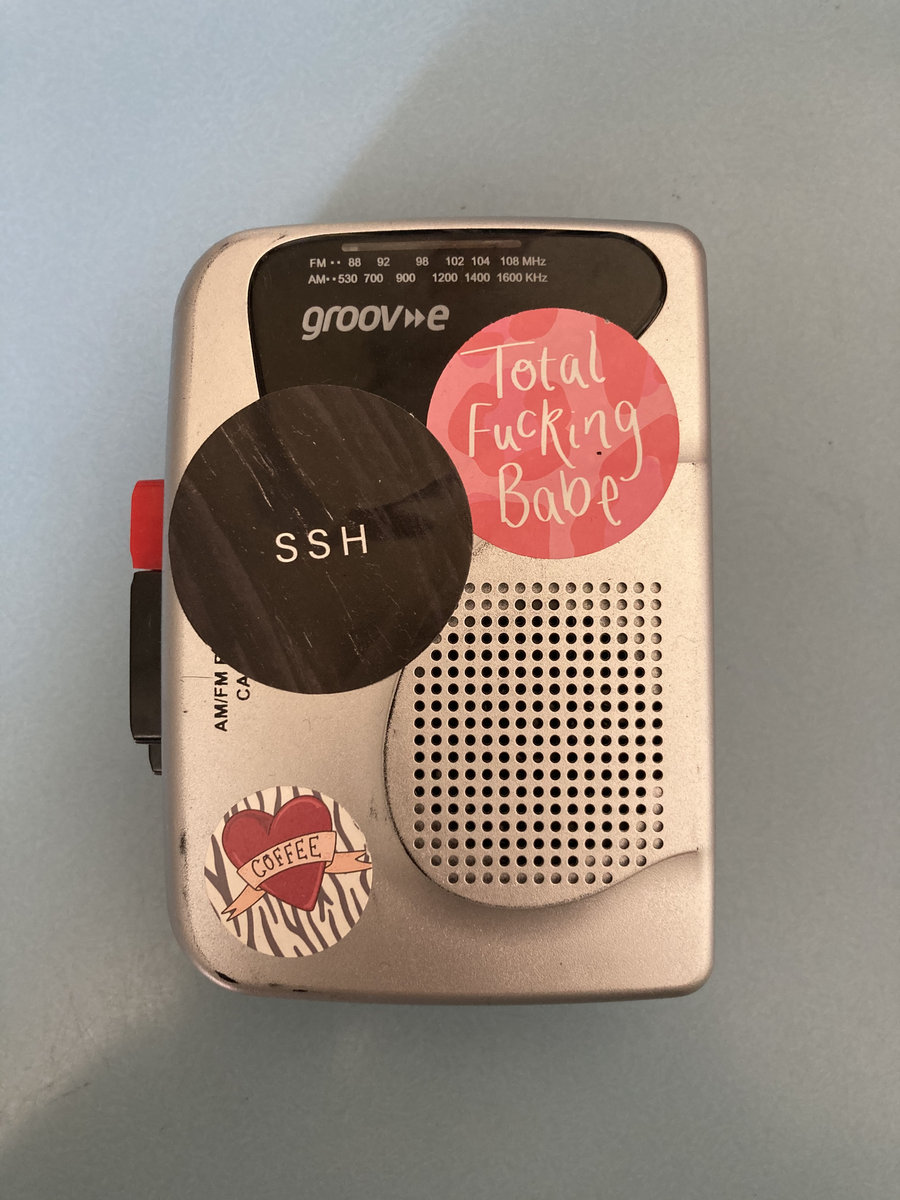 FM •• 88 92 98 102 104 108 MHz
AM •• 530 700 900 1200 1400 1600 KHz
groove
Total
Fucking
Babe
SSH
AM/FM
CA
COFFEE